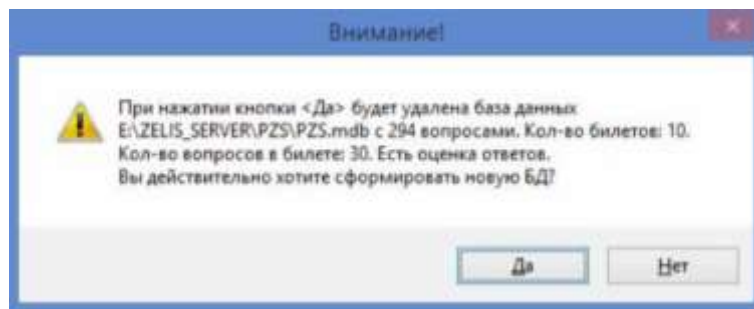 Внимание!
При нажатии кнопки <Да> будет удалена база данных
E:\ZELIS_SERVER\PZS\PZS.mdb с 294 вопросами. Кол-во билетов: 10.
Кол-во вопросов в билете: 30. Есть оценка ответов.
Вы действительно хотите сформировать новую БД?
Да
Нет